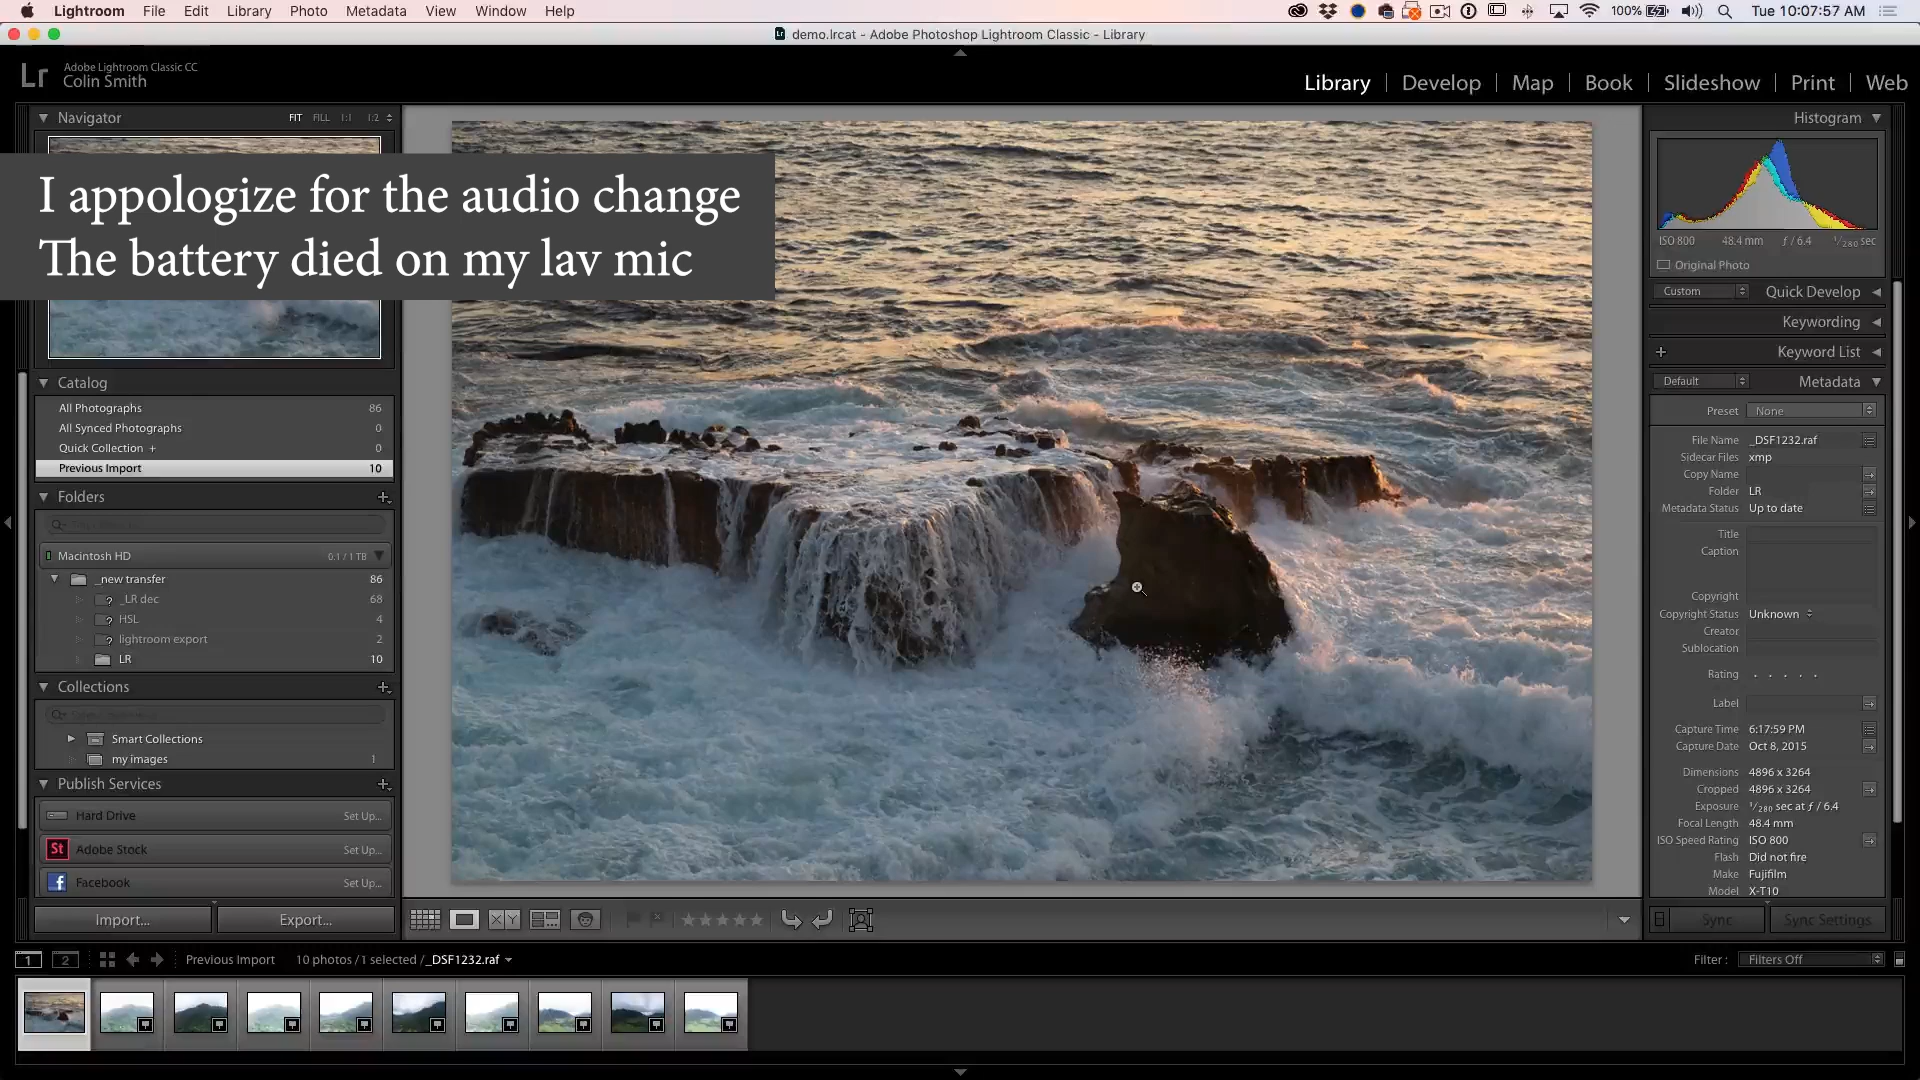 Lightroom File Edit Library Photo Metadata View Window Help
100% Tue 10:07:57 AM
demo.lrcat - Adobe Photoshop Lightroom Classic - Library
Lr Adobe Lightroom Classic CC
Colin Smith
Library Develop Map Book Slideshow Print Web
Navigator FIT FILL 1:1 1:2
I appologize for the audio change
The battery died on my lav mic
Catalog
All Photographs 86
All Synced Photographs 0
Quick Collection + 0
Previous Import 10
Folders
Macintosh HD 6.1 / 1 TB
_new transfer 86
_LR dec 68
HSL 4
lightroom export 2
LR 10
Collections
Smart Collections
my images 1
Publish Services
Hard Drive Set Up...
St Adobe Stock Set Up...
f Facebook Set Up...
Import... Export...
Histogram
ISO 800 48.4 mm ƒ / 6.4 1/280 sec
Original Photo
Custom Quick Develop
Keywording
Keyword List
Default Metadata
Preset None
File Name _DSF1232.raf
Sidecar Files xmp
Copy Name
Folder LR
Metadata Status Up to date
Title
Caption
Copyright
Copyright Status Unknown
Creator
Sublocation
Rating
Label
Capture Time 6:17:59 PM
Capture Date Oct 8, 2015
Dimensions 4896 x 3264
Cropped 4896 x 3264
Exposure 1/280 sec at ƒ / 6.4
Focal Length 48.4 mm
ISO Speed Rating ISO 800
Flash Did not fire
Make Fujifilm
Model X-T10
Sync Sync Settings
X Y
1 2 Previous Import 10 photos / 1 selected / _DSF1232.raf
Filter : Filters Off